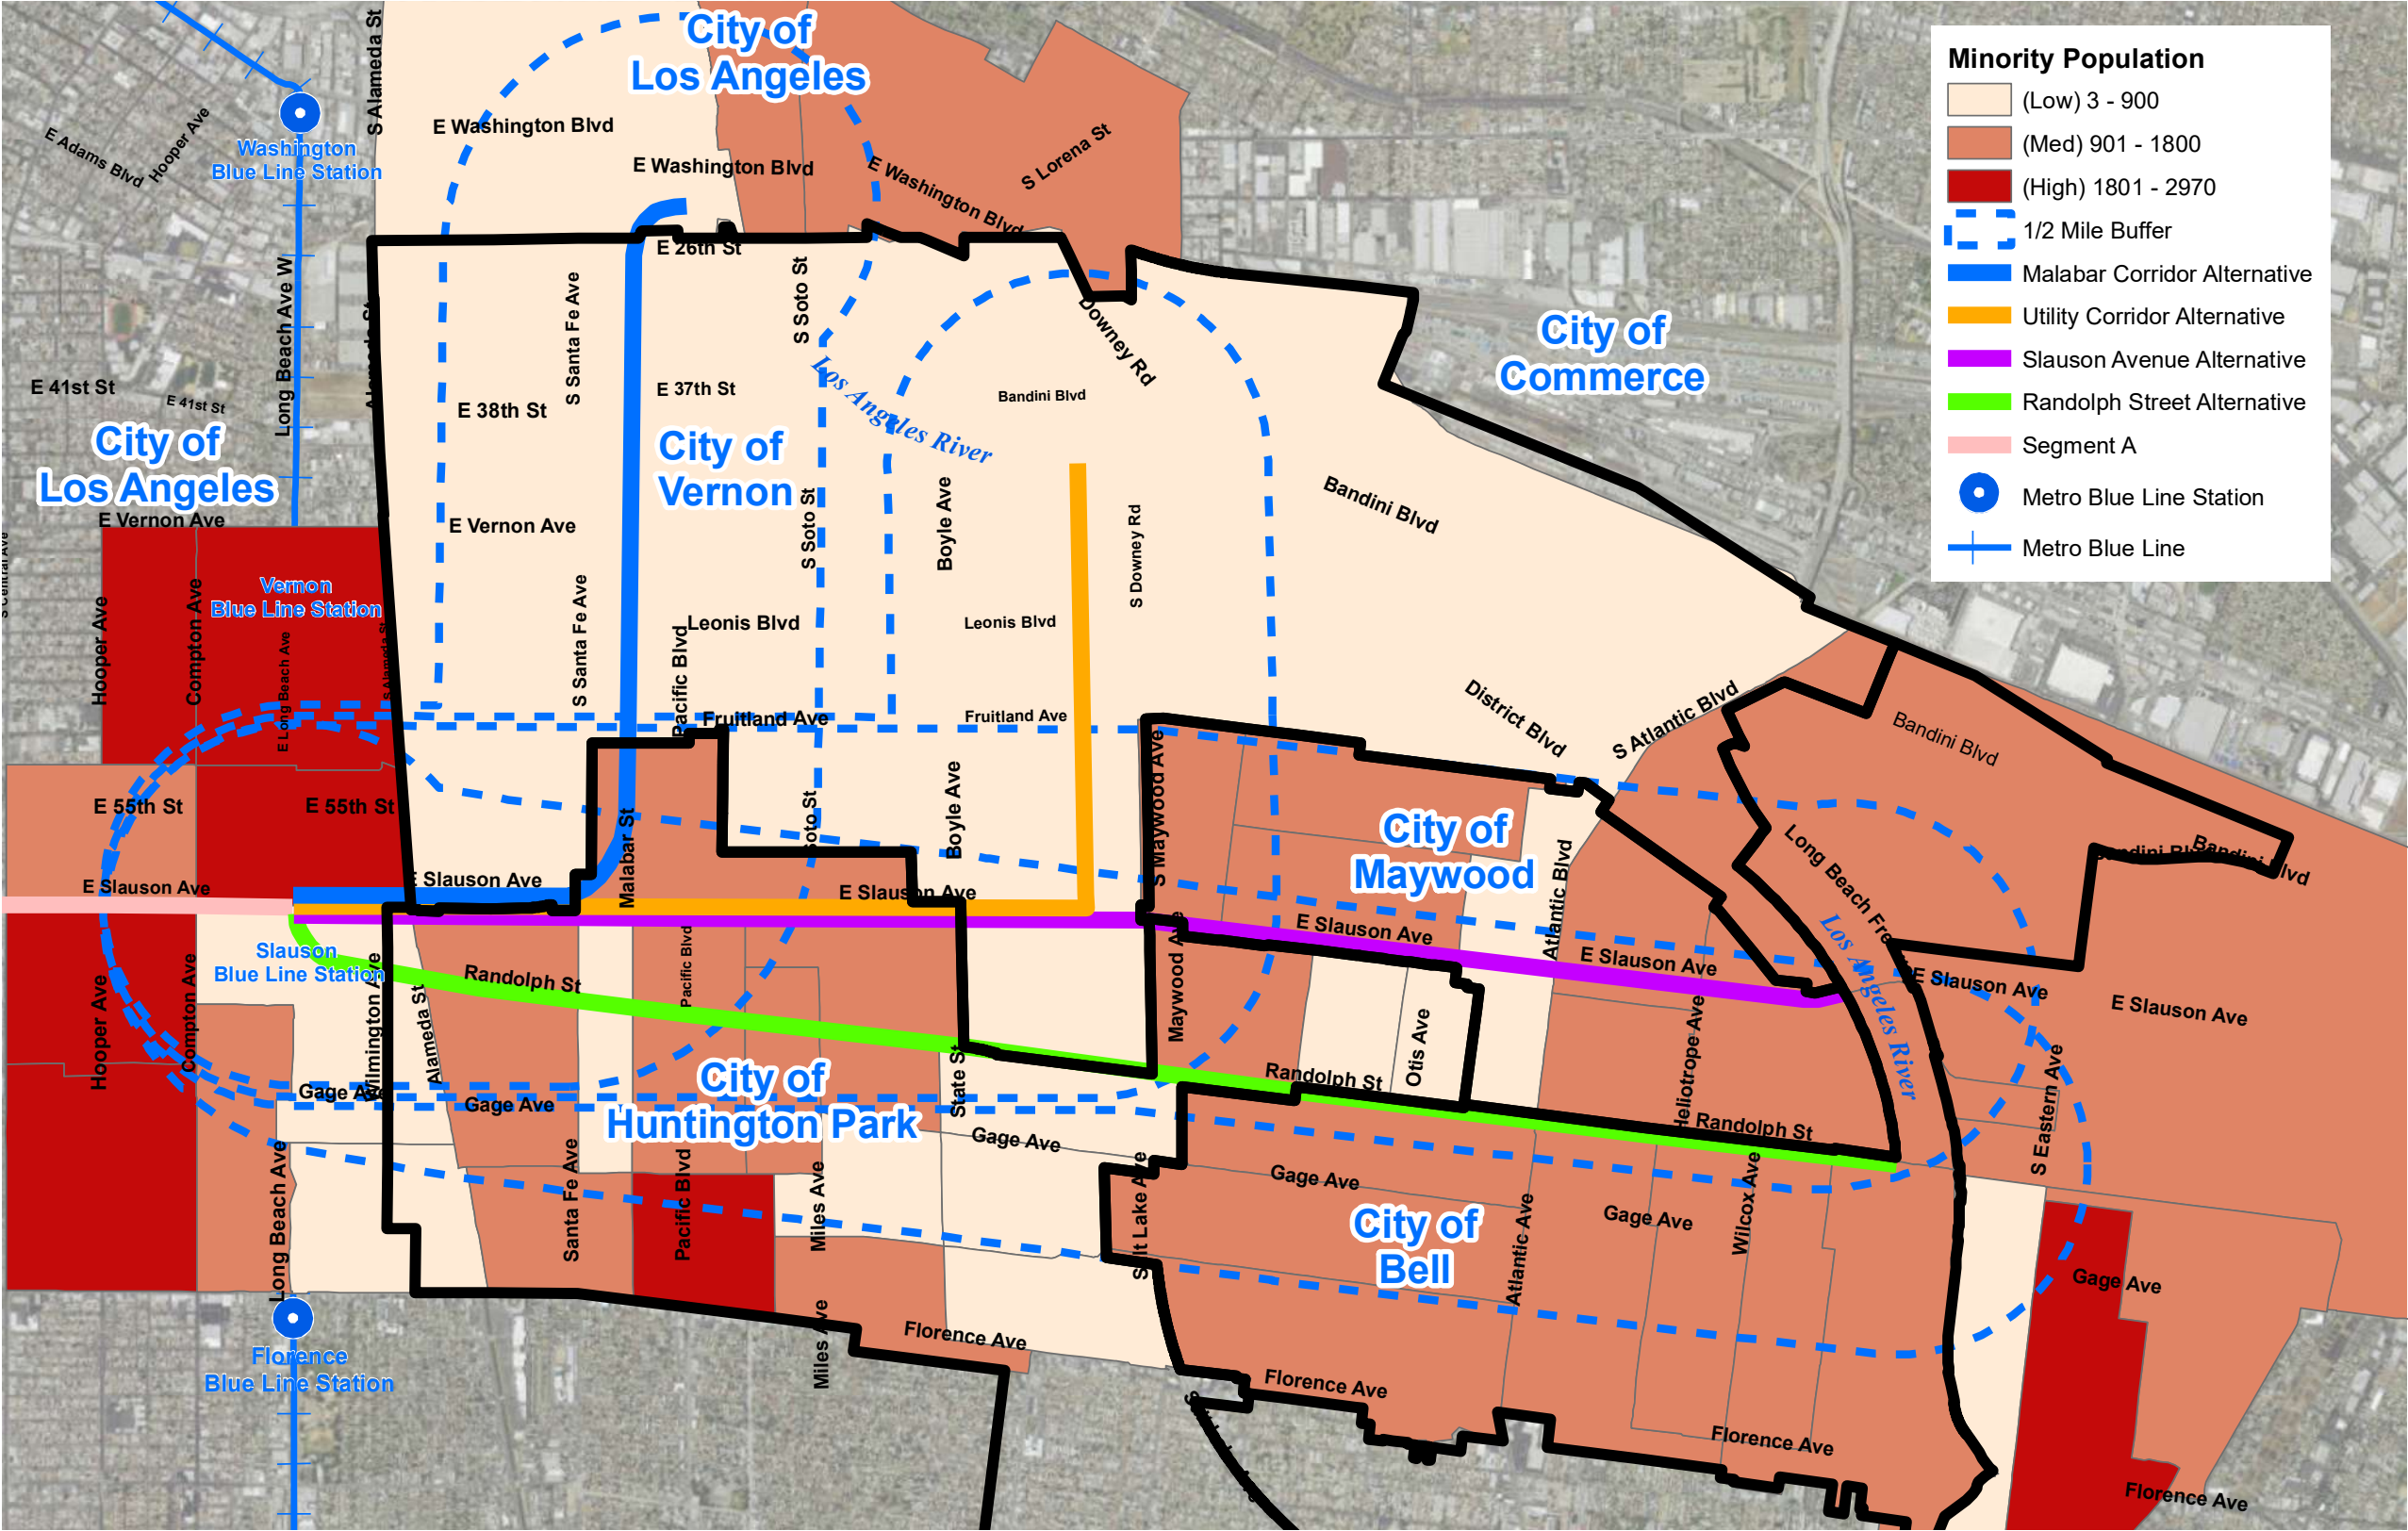 City of
Los Angeles
S Alameda St
E Washington Blvd
E Washington Blvd
E Washington Blvd
S Lorena St
Hooper Ave
E Adams Blvd
Washington
Blue Line Station
Minority Population
(Low) 3 - 900
(Med) 901 - 1800
(High) 1801 - 2970
1/2 Mile Buffer
Malabar Corridor Alternative
Utility Corridor Alternative
Slauson Avenue Alternative
Randolph Street Alternative
Segment A
Metro Blue Line Station
Metro Blue Line
E 26th St
Long Beach Ave W
S Santa Fe Ave
S Soto St
Downey Rd
City of
Commerce
Los Angeles River
E 41st St
E 41st St
E 38th St
E 37th St
Bandini Blvd
City of
Los Angeles
City of
Vernon
Bandini Blvd
E Vernon Ave
E Vernon Ave
S Soto St
Boyle Ave
S Downey Rd
Vernon
Blue Line Station
Hooper Ave
Compton Ave
E Long Beach Ave
S Alameda St
S Santa Fe Ave
Pacific Blvd
Leonis Blvd
Leonis Blvd
Fruitland Ave
Fruitland Ave
District Blvd
S Atlantic Blvd
Bandini Blvd
E 55th St
E 55th St
Malabar St
Soto St
Boyle Ave
S Maywood Ave
City of
Maywood
Atlantic Blvd
Long Beach Fre
Bandini Blvd
Bandini Blvd
E Slauson Ave
E Slauson Ave
E Slauson Ave
E Slauson Ave
E Slauson Ave
E Slauson Ave
E Slauson Ave
Los Angeles River
Slauson
Blue Line Station
Hooper Ave
Compton Ave
Wilmington Ave
Alameda St
Randolph St
Pacific Blvd
Maywood Ave
Otis Ave
Heliotrope Ave
S Eastern Ave
City of
Huntington Park
State St
Randolph St
Randolph St
Gage Ave
Gage Ave
Gage Ave
Gage Ave
Gage Ave
Gage Ave
Long Beach Ave
Santa Fe Ave
Pacific Blvd
Miles Ave
Salt Lake Ave
City of
Bell
Atlantic Ave
Wilcox Ave
Florence
Blue Line Station
Miles Ave
Florence Ave
Florence Ave
Florence Ave
Florence Ave